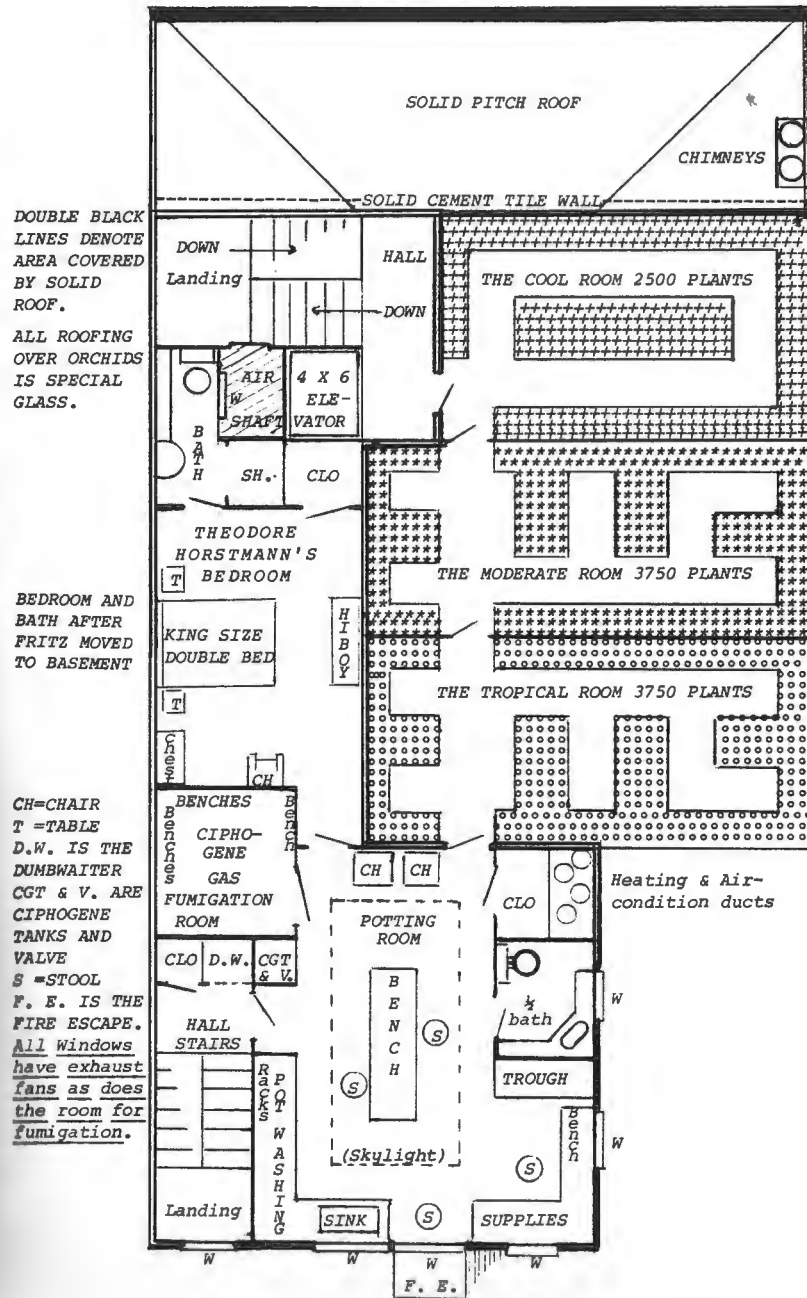 SOLID PITCH ROOF
CHIMNEYS
SOLID CEMENT TILE WALL
DOUBLE BLACK
LINES DENOTE
AREA COVERED
BY SOLID
ROOF.
ALL ROOFING
OVER ORCHIDS
IS SPECIAL
GLASS.
DOWN
Landing
HALL
DOWN
THE COOL ROOM 2500 PLANTS
AIR
W
SHAFT
4 X 6
ELE-
VATOR
BATH
SH.
CLO
THEODORE
HORSTMANN'S
BEDROOM
T
THE MODERATE ROOM 3750 PLANTS
BEDROOM AND
BATH AFTER
FRITZ MOVED
TO BASEMENT
KING SIZE
DOUBLE BED
HIBOY
T
THE TROPICAL ROOM 3750 PLANTS
chest
CH
CH=CHAIR
T =TABLE
D.W. IS THE
DUMBWAITER
CGT & V. ARE
CIPHOGENE
TANKS AND
VALVE
S =STOOL
F. E. IS THE
FIRE ESCAPE.
All Windows
have exhaust
fans as does
the room for
fumigation.
BENCHES
Benches
Bench
CIPHO-
GENE
GAS
FUMIGATION
ROOM
CH
CH
CLO
Heating & Air-
condition ducts
POTTING
ROOM
CLO
D.W.
CGT
& V.
BENCH
S
S
½
bath
W
HALL
STAIRS
Racks
POT WASHING
TROUGH
Bench
W
(Skylight)
S
Landing
SINK
S
SUPPLIES
W
W
W
W
F. E.